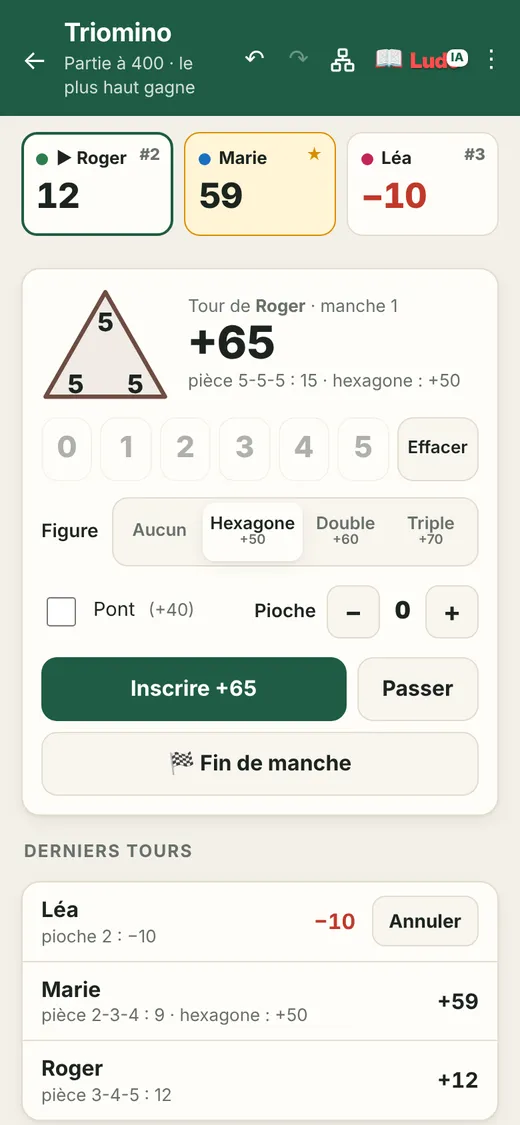 Triomino
Partie à 400 · le
plus haut gagne
IA
▶ Roger #2
12
Marie ★
59
Léa #3
−10
5
5 5
Tour de Roger · manche 1
+65
pièce 5-5-5 : 15 · hexagone : +50
0 1 2 3 4 5 Effacer
Figure
Aucun
Hexagone
+50
Double
+60
Triple
+70
Pont (+40)
Pioche − 0 +
Inscrire +65
Passer
🏁 Fin de manche
DERNIERS TOURS
Léa
pioche 2 : −10
−10
Annuler
Marie
pièce 2-3-4 : 9 · hexagone : +50
+59
Roger
pièce 3-4-5 : 12
+12